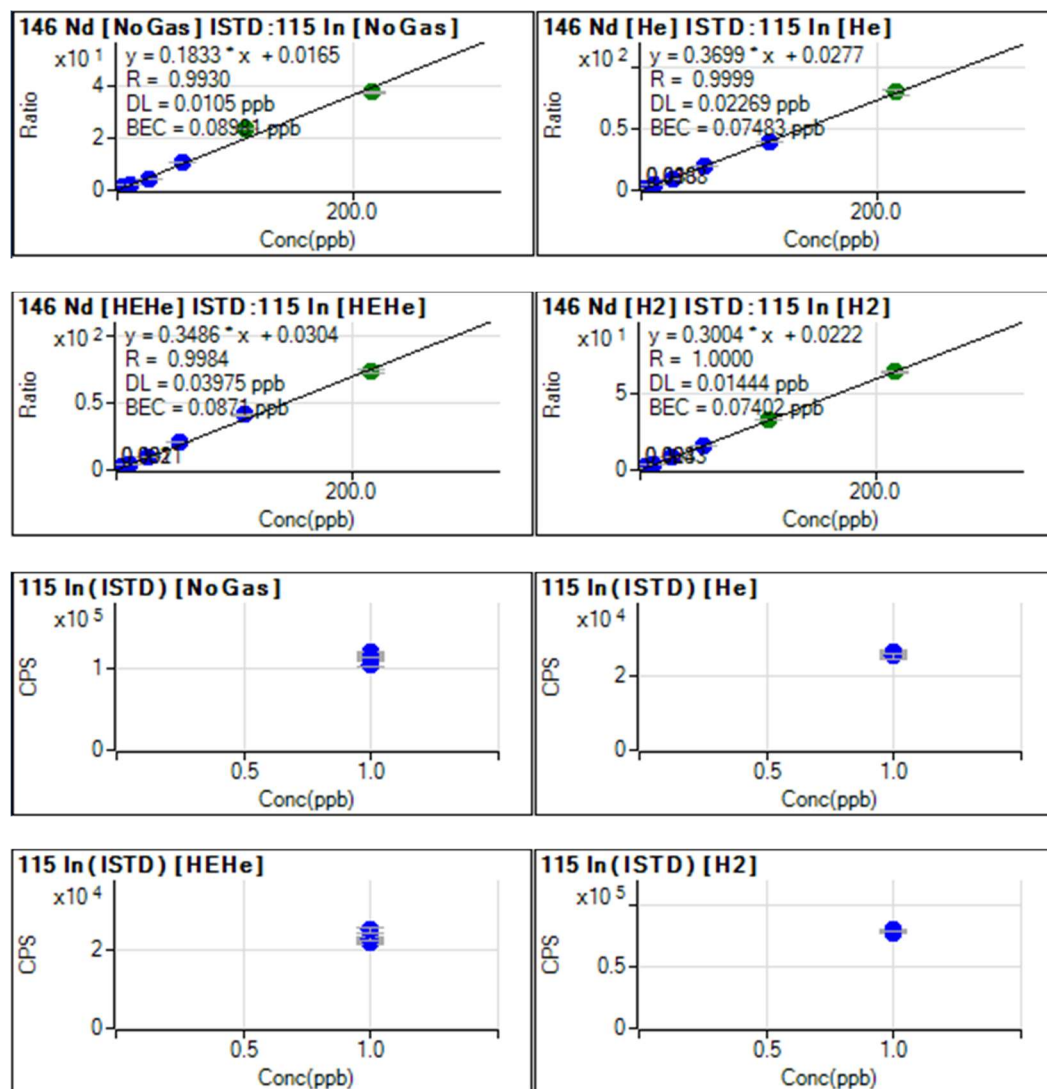 146 Nd [NoGas] ISTD:115 In [NoGas]
x10 1
y = 0.1833 * x + 0.0165
R = 0.9930
DL = 0.0105 ppb
BEC = ppb
4
2
0
Ratio
200.0
Conc(ppb)
146 Nd [He] ISTD:115 In [He]
x10 2
y = 0.3699 * x + 0.0277
R = 0.9999
DL = 0.02269 ppb
BEC = 0.07483 ppb
0.5
0
Ratio
200.0
Conc(ppb)
146 Nd [HEHe] ISTD:115 In [HEHe]
x10 2
y = 0.3486 * x + 0.0304
R = 0.9984
DL = 0.03975 ppb
BEC = 0.0871 ppb
0.5
0
Ratio
200.0
Conc(ppb)
146 Nd [H2] ISTD:115 In [H2]
x10 1
y = 0.3004 * x + 0.0222
R = 1.0000
DL = 0.01444 ppb
BEC = 0.07402 ppb
5
0
Ratio
200.0
Conc(ppb)
115 In (ISTD) [NoGas]
x10 5
1
0
CPS
0.5 1.0
Conc(ppb)
115 In (ISTD) [He]
x10 4
2
0
CPS
0.5 1.0
Conc(ppb)
115 In (ISTD) [HEHe]
x10 4
2
0
CPS
0.5 1.0
Conc(ppb)
115 In (ISTD) [H2]
x10 5
0.5
0
CPS
0.5 1.0
Conc(ppb)